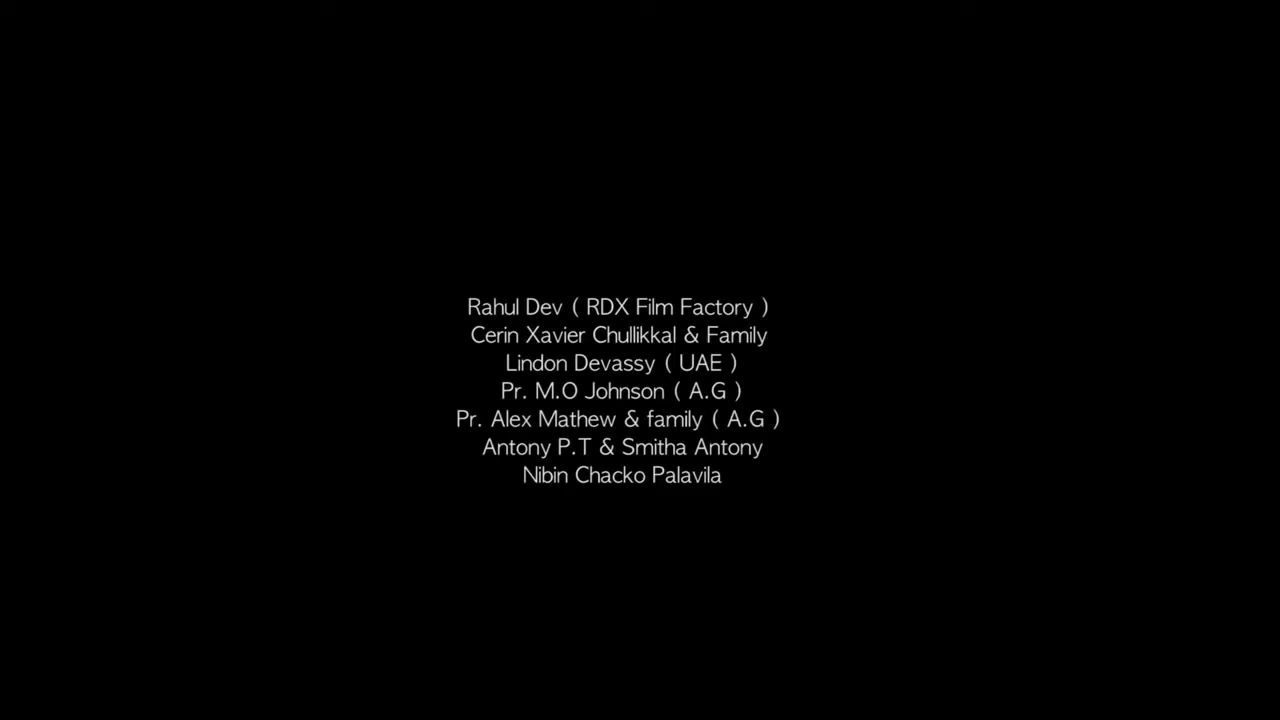 Rahul Dev ( RDX Film Factory )
Cerin Xavier Chullikkal & Family
Lindon Devassy ( UAE )
Pr. M.O Johnson ( A.G )
Pr. Alex Mathew & family ( A.G )
Antony P.T & Smitha Antony
Nibin Chacko Palavila